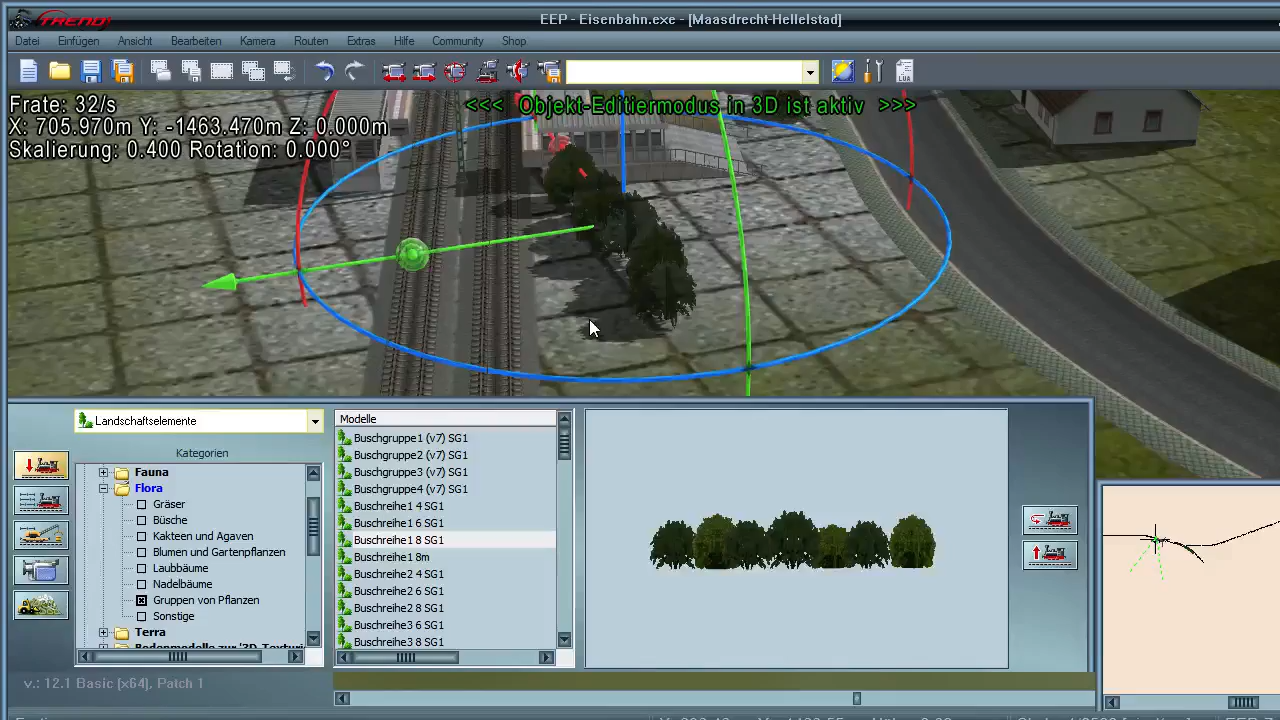 TREND
EEP - Eisenbahn.exe - [Maasdrecht-Hellelstad]
Datei Einfügen Ansicht Bearbeiten Kamera Routen Extras Hilfe Community Shop
LUA
Frate: 32/s
<<< Objekt-Editiermodus in 3D ist aktiv >>>
X: 705.970m Y: -1463.470m Z: 0.000m
Skalierung: 0.400 Rotation: 0.000°
Landschaftselemente
Kategorien
Fauna
Flora
Gräser
Büsche
Kakteen und Agaven
Blumen und Gartenpflanzen
Laubbäume
Nadelbäume
Gruppen von Pflanzen
Sonstige
Terra
Modelle
Buschgruppe1 (v7) SG1
Buschgruppe2 (v7) SG1
Buschgruppe3 (v7) SG1
Buschgruppe4 (v7) SG1
Buschreihe1 4 SG1
Buschreihe1 6 SG1
Buschreihe1 8 SG1
Buschreihe1 8m
Buschreihe2 4 SG1
Buschreihe2 6 SG1
Buschreihe2 8 SG1
Buschreihe3 6 SG1
Buschreihe3 8 SG1
v.: 12.1 Basic [x64], Patch 1